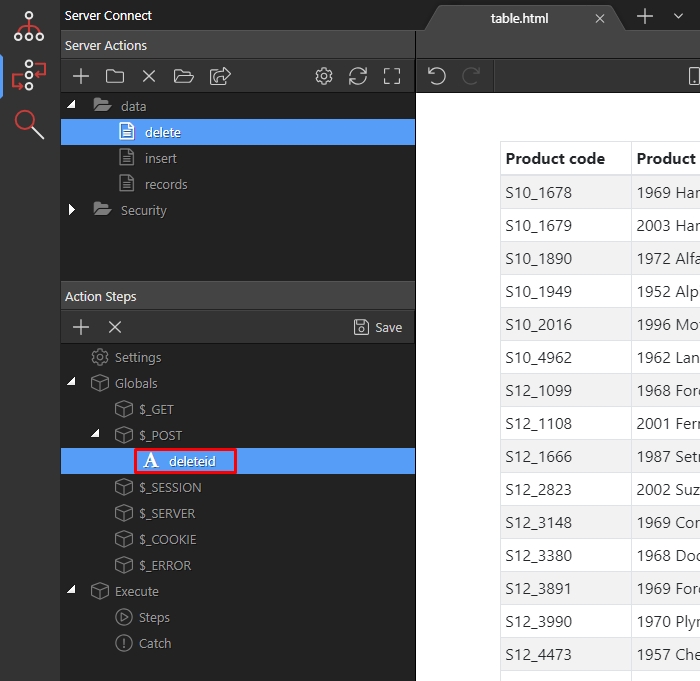 Server Connect
table.html
Server Actions
data
delete
insert
records
Security
Action Steps
Save
Settings
Globals
$_GET
$_POST
A deleteid
$_SESSION
$_SERVER
$_COOKIE
$_ERROR
Execute
Steps
Catch
Product code Product
S10_1678 1969 Har
S10_1679 2003 Har
S10_1890 1972 Alfa
S10_1949 1952 Alp
S10_2016 1996 Mo
S10_4962 1962 Lan
S12_1099 1968 Ford
S12_1108 2001 Ferr
S12_1666 1987 Setr
S12_2823 2002 Suz
S12_3148 1969 Cor
S12_3380 1968 Doc
S12_3891 1969 Ford
S12_3990 1970 Plyr
S12_4473 1957 Che